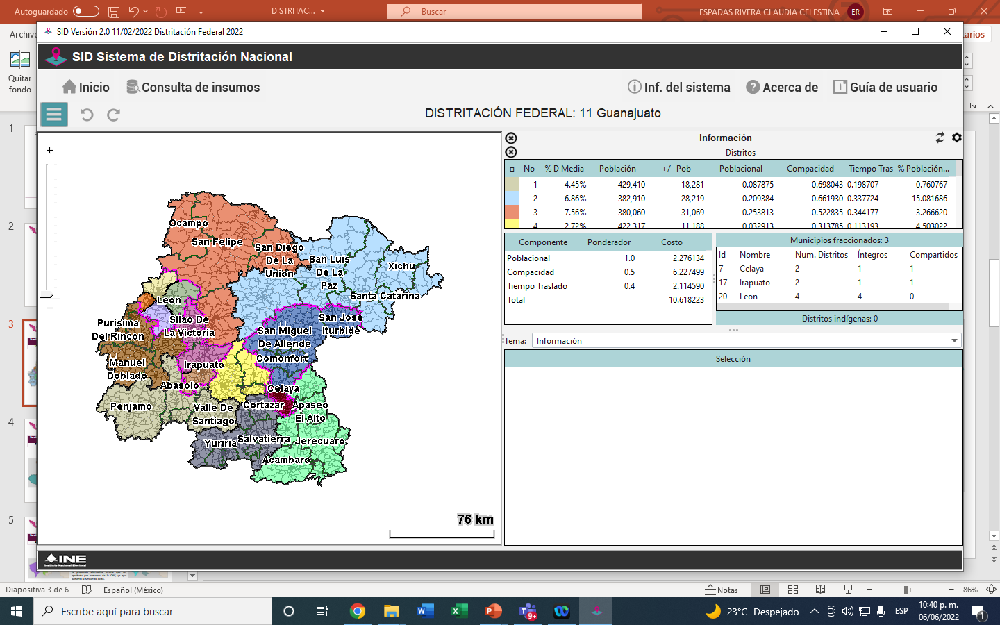 Autoguardado
DISTRITAC...
Buscar
ESPADAS RIVERA CLAUDIA CELESTINA
ER
Archivo
tarios
SID Versión 2.0 11/02/2022 Distritación Federal 2022
SID Sistema de Distritación Nacional
Quitar
fondo
Inicio
Consulta de insumos
Inf. del sistema
Acerca de
Guía de usuario
DISTRITACIÓN FEDERAL: 11 Guanajuato
Información
Distritos
No % D Media Población +/- Pob Poblacional Compacidad Tiempo Tras % Población...
1 4.45% 429,410 18,281 0.087875 0.698043 0.198707 0.760767
2 -6.86% 382,910 -28,219 0.209384 0.661930 0.337724 15.081686
3 -7.56% 380,060 -31,069 0.253813 0.522835 0.344177 3.266620
4 2.72% 422,317 11,188 0.032913 0.313785 0.113193 4.503022
Componente Ponderador Costo
Poblacional 1.0 2.276134
Compacidad 0.5 6.227499
Tiempo Traslado 0.4 2.114590
Total 10.618223
Municipios fraccionados: 3
Id Nombre Num. Distritos Íntegros Compartidos
7 Celaya 2 1 1
17 Irapuato 2 1 1
20 Leon 4 4 0
Distritos indígenas: 0
Tema: Información
Selección
Ocampo
San Felipe
San Diego
De La
Union
San Luis
De La
Paz
Xichu
Santa Catarina
Leon
Silao De
La Victoria
Purisima
Del Rincon
San Jose
Iturbide
San Miguel
De Allende
Manuel
Doblado
Irapuato
Comonfort
Abasolo
Celaya
Penjamo
Valle De
Santiago
Cortazar
Apaseo
El Alto
Yuriria
Salvatierra
Jerecuaro
Acambaro
76 km
INE
Instituto Nacional Electoral
1
2
3
4
5
Diapositiva 3 de 6
Español (México)
Notas
86%
Escribe aquí para buscar
9+
23°C Despejado
ESP
10:40 p. m.
06/06/2022
1